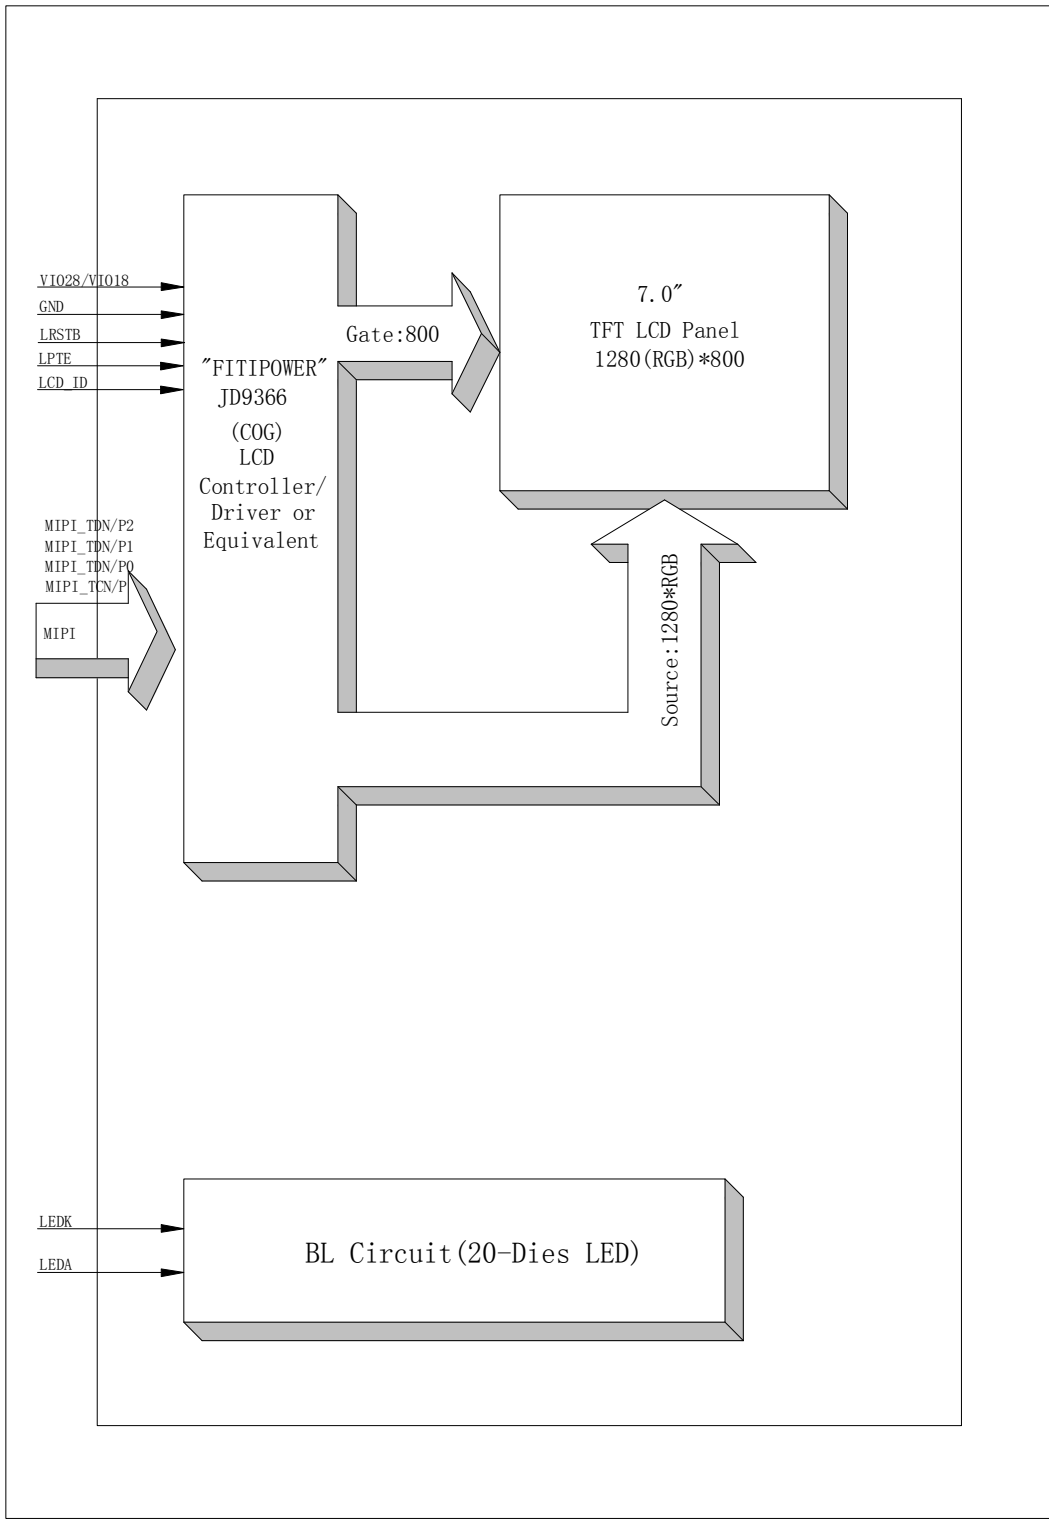 VIO28/VIO18
GND
LRSTB
LPTE
LCD_ID
"FITIPOWER"
JD9366
(COG)
LCD
Controller/
Driver or
Equivalent
Gate:800
7.0"
TFT LCD Panel
1280(RGB)*800
MIPI_TDN/P2
MIPI_TDN/P1
MIPI_TDN/P0
MIPI_TCN/P
MIPI
Source:1280*RGB
LEDK
LEDA
BL Circuit(20-Dies LED)